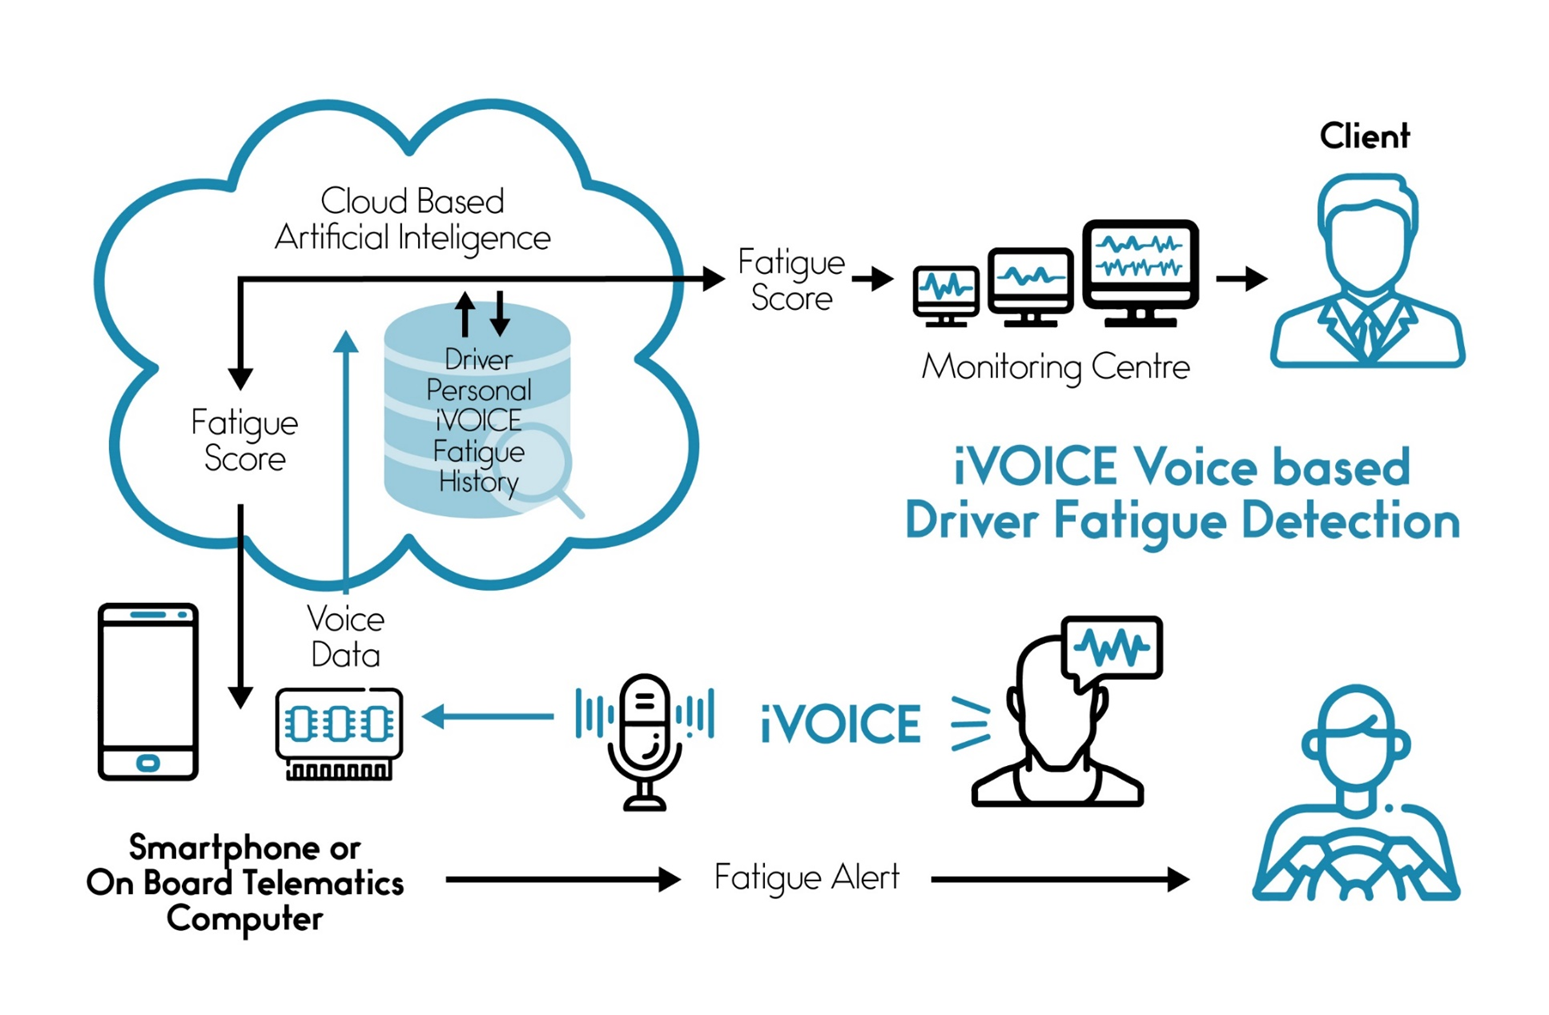 Client
Cloud Based
Artificial Inteligence
Fatigue
Score
Monitoring Centre
Driver
Personal
iVOICE
Fatigue
History
Fatigue
Score
iVOICE Voice based
Driver Fatigue Detection
Voice
Data
iVOICE
Smartphone or
On Board Telematics
Computer
Fatigue Alert